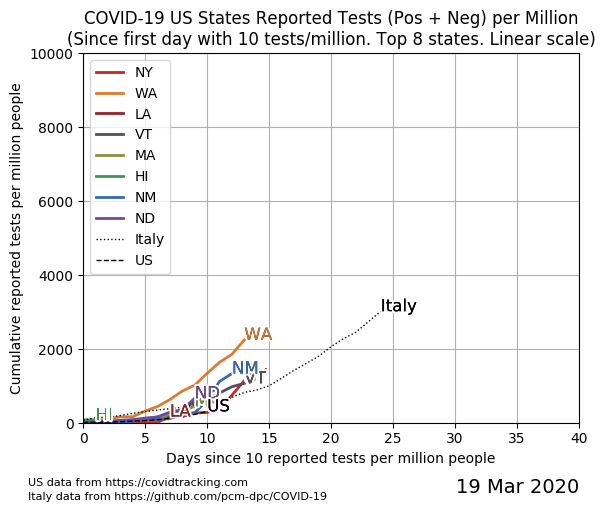 COVID-19 US States Reported Tests (Pos + Neg) per Million
(Since first day with 10 tests/million. Top 8 states. Linear scale)
Cumulative reported tests per million people
10000
8000
6000
4000
2000
0
NY
WA
LA
VT
MA
HI
NM
ND
Italy
US
Italy
WA
NM
VT
ND
US
LA
HI
0 5 10 15 20 25 30 35 40
Days since 10 reported tests per million people
US data from https://covidtracking.com
Italy data from https://github.com/pcm-dpc/COVID-19
19 Mar 2020